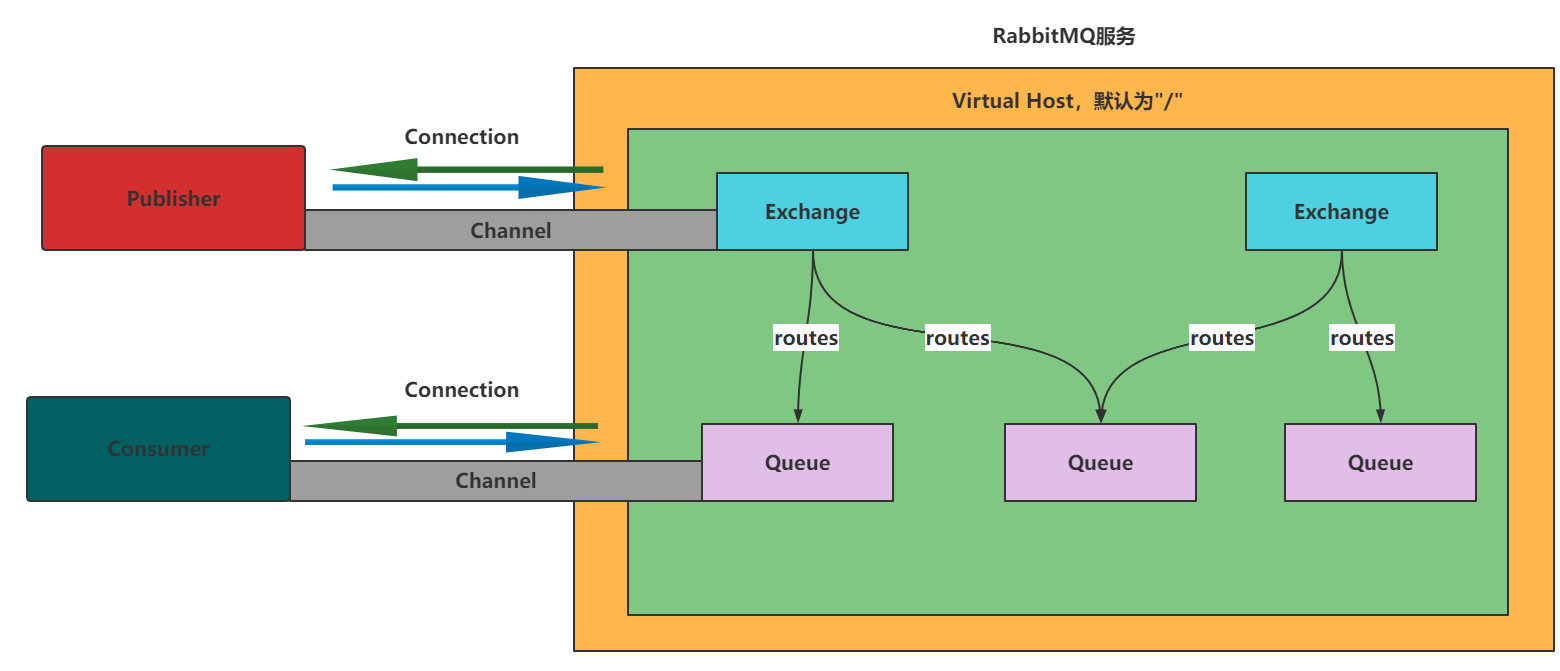 RabbitMQ服务
Virtual Host，默认为"/"
Connection
Publisher
Channel
Exchange
Exchange
routes
routes
routes
routes
Connection
Consumer
Channel
Queue
Queue
Queue